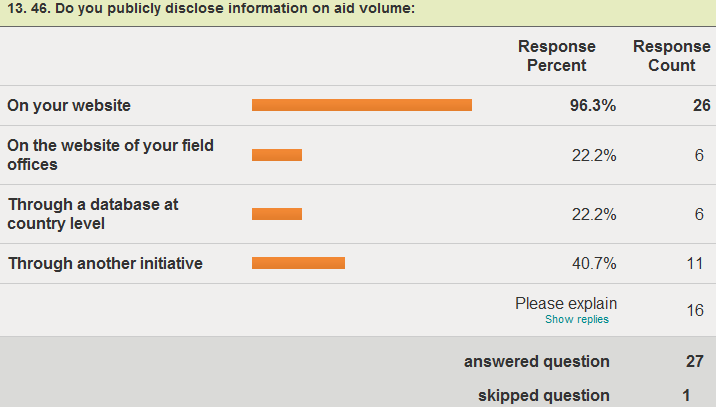 13. 46. Do you publicly disclose information on aid volume:
Response Percent
Response Count
On your website 96.3% 26
On the website of your field
offices 22.2% 6
Through a database at
country level 22.2% 6
Through another initiative 40.7% 11
Please explain 16
Show replies
answered question 27
skipped question 1